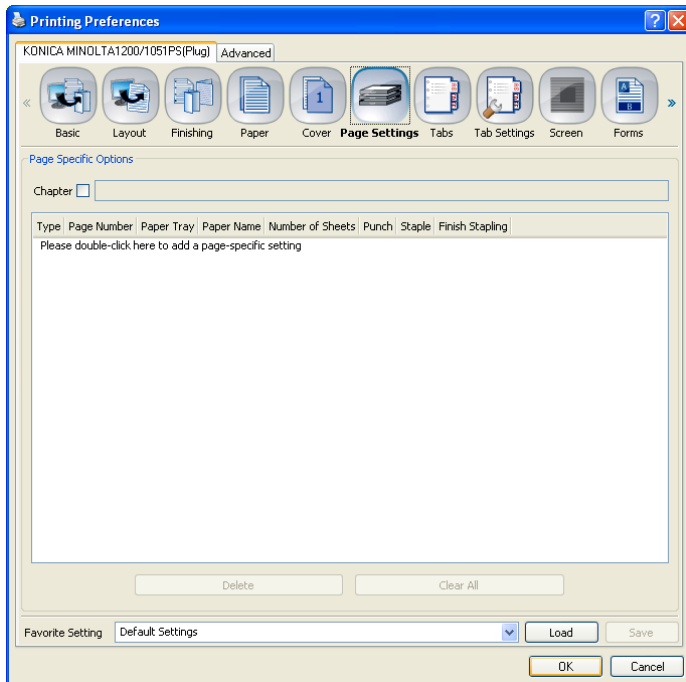 Printing Preferences
KONICA MINOLTA1200/1051PS(Plug) Advanced
1 A B
Basic Layout Finishing Paper Cover Page Settings Tabs Tab Settings Screen Forms
Page Specific Options
Chapter
Type Page Number Paper Tray Paper Name Number of Sheets Punch Staple Finish Stapling
Please double-click here to add a page-specific setting
Delete Clear All
Favorite Setting Default Settings Load Save
OK Cancel